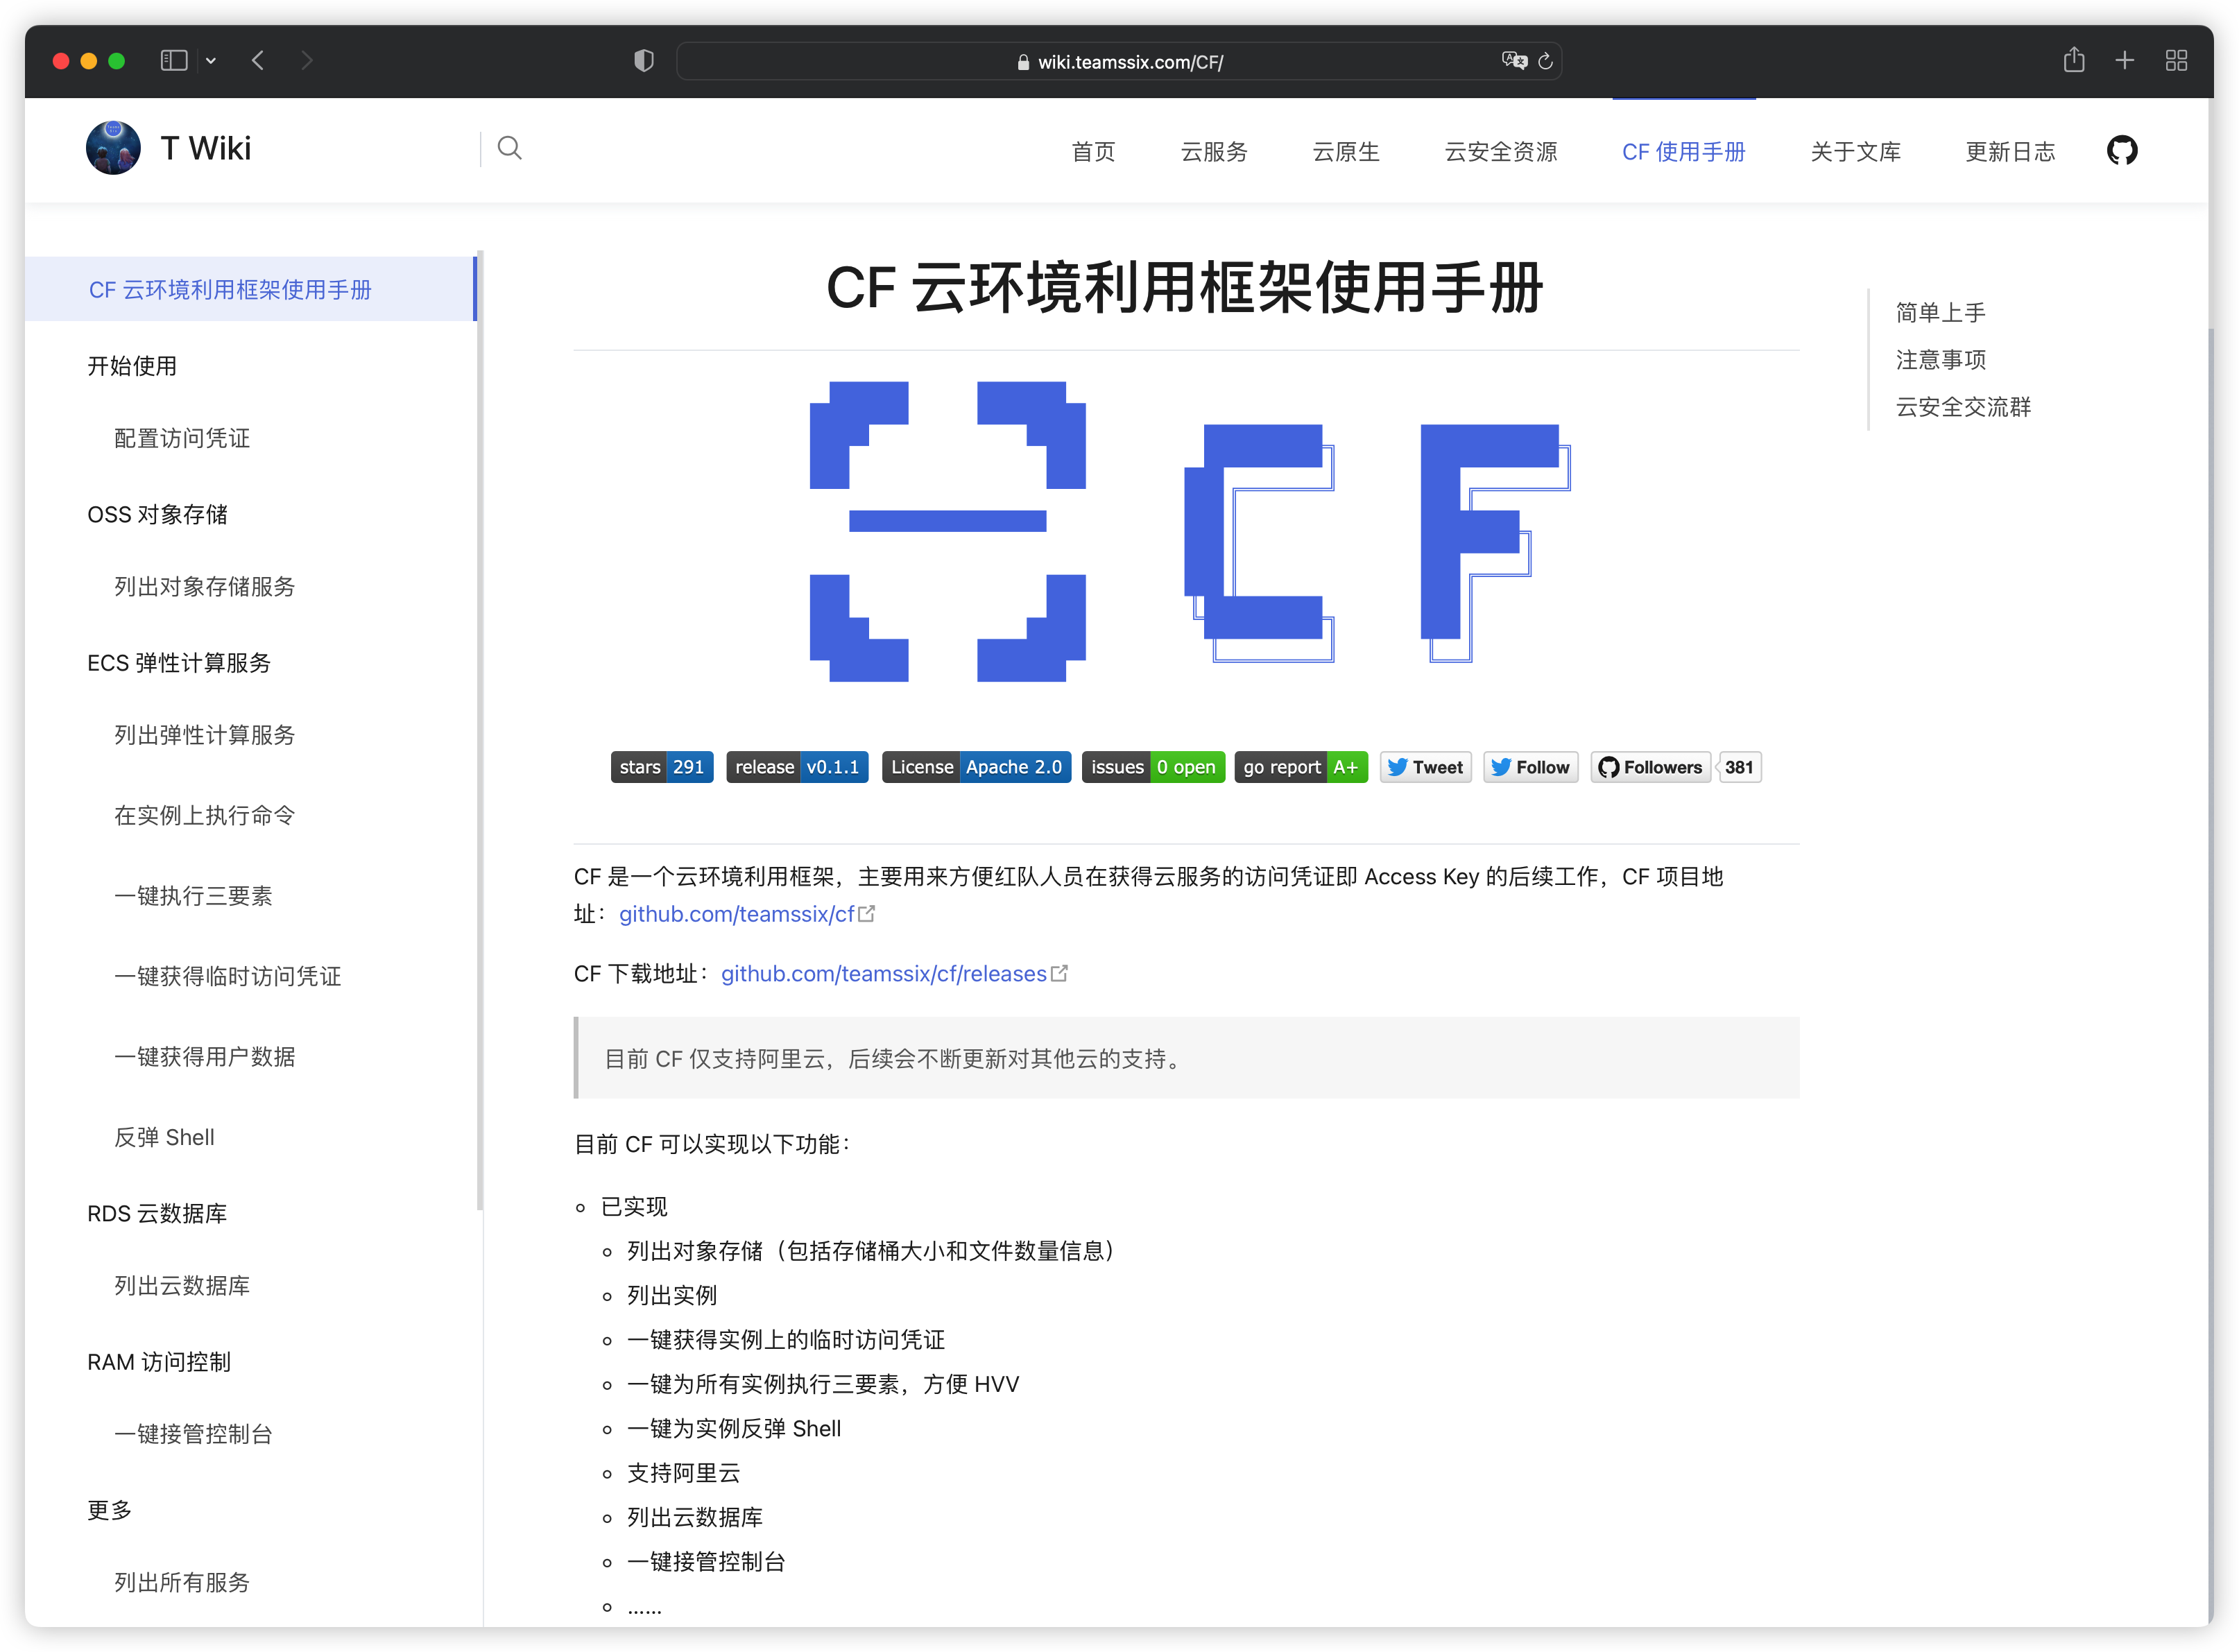 wiki.teamssix.com/CF/
T Wiki
首页
云服务
云原生
云安全资源
CF 使用手册
关于文库
更新日志
CF 云环境利用框架使用手册
开始使用
配置访问凭证
OSS 对象存储
列出对象存储服务
ECS 弹性计算服务
列出弹性计算服务
在实例上执行命令
一键执行三要素
一键获得临时访问凭证
一键获得用户数据
反弹 Shell
RDS 云数据库
列出云数据库
RAM 访问控制
一键接管控制台
更多
列出所有服务
CF 云环境利用框架使用手册
CF
stars 291
release v0.1.1
License Apache 2.0
issues 0 open
go report A+
Tweet
Follow
Followers 381
CF 是一个云环境利用框架，主要用来方便红队人员在获得云服务的访问凭证即 Access Key 的后续工作，CF 项目地
址：github.com/teamssix/cf
CF 下载地址：github.com/teamssix/cf/releases
目前 CF 仅支持阿里云，后续会不断更新对其他云的支持。
目前 CF 可以实现以下功能：
已实现
列出对象存储（包括存储桶大小和文件数量信息）
列出实例
一键获得实例上的临时访问凭证
一键为所有实例执行三要素，方便 HVV
一键为实例反弹 Shell
支持阿里云
列出云数据库
一键接管控制台
……
简单上手
注意事项
云安全交流群